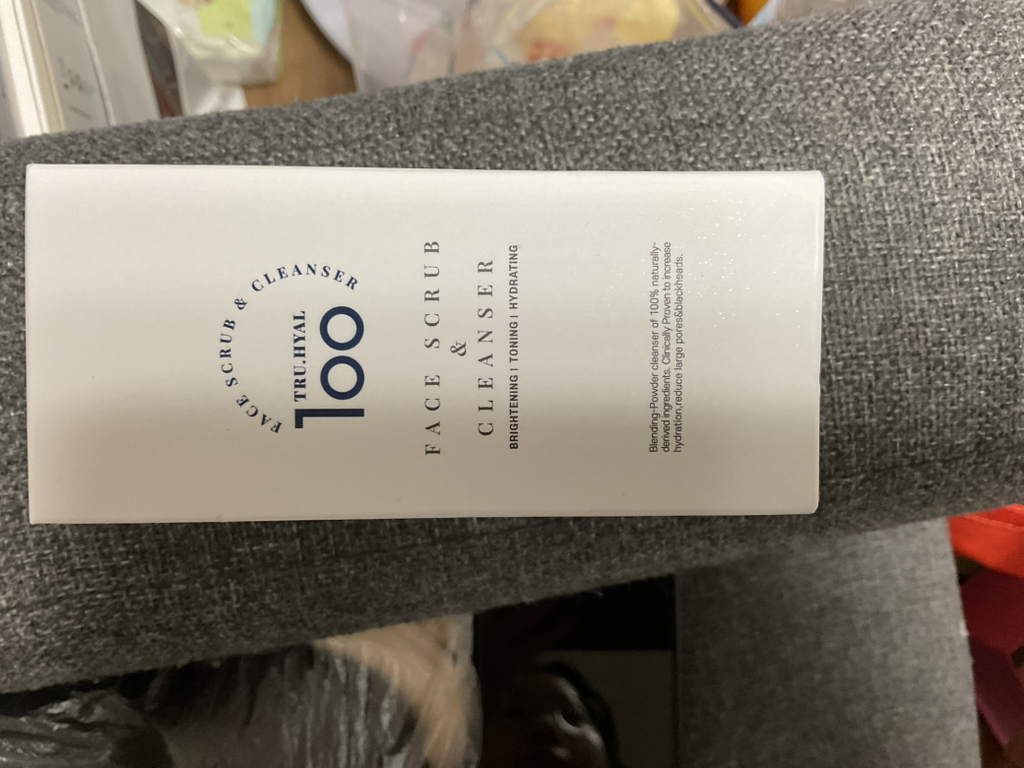 FACE SCRUB & CLEANSER
TRU.HYAL
100
FACE SCRUB
&
CLEANSER
BRIGHTENING | TONING | HYDRATING
Blending-Powder cleanser of 100% naturally-
derived ingredients. Clinically Proven to increase
hydration,reduce large pores&blackheads.